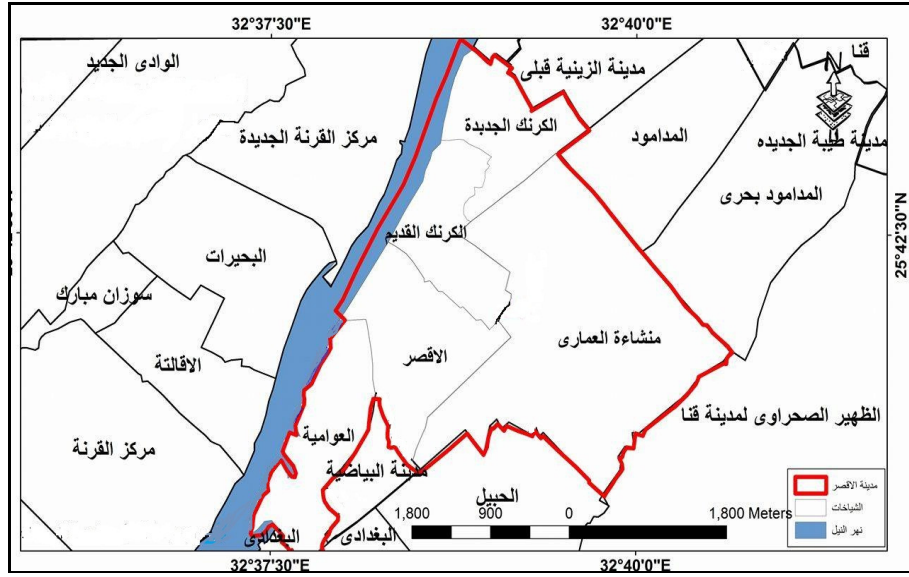 32°37'30"E
32°40'0"E
الوادى الجديد
مدينة الزينية قبلى
قنا
الكرنك الجديدة
مركز القرنة الجديدة
المدامود
مدينة طيبة الجديده
المدامود بحرى
25°42'30"N
الكرنك القديم
البحيرات
سوزان مبارك
منشاءة العمارى
الاقصر
الاقالتة
الظهير الصحراوى لمدينة قنا
العوامية
مركز القرنة
مدينة البياضية
الحبيل
مدينة الاقصر
الشياخات
نهر النيل
1,800
900
0
1,800 Meters
البغدادى
البغدادى
32°37'30"E
32°40'0"E